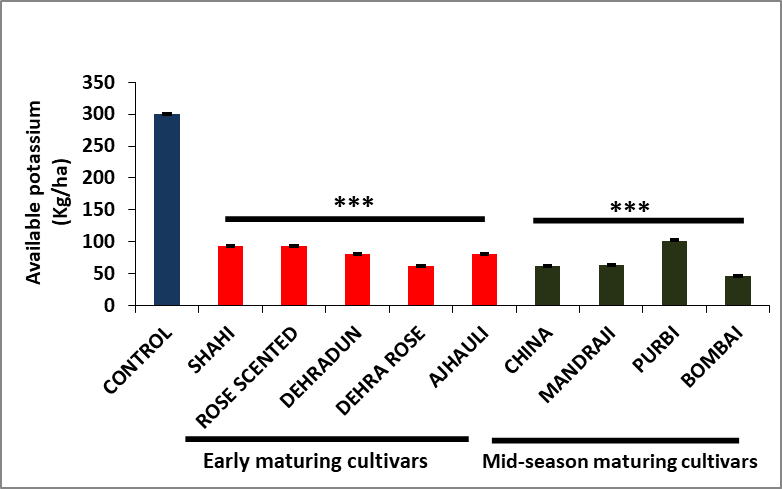 Available potassium
(Kg/ha)
350
300
250
200
150
100
50
0
***
***
CONTROL
SHAHI
ROSE SCENTED
DEHRADUN
DEHRA ROSE
AJHAULI
CHINA
MANDRAJI
PURBI
BOMBAI
Early maturing cultivars
Mid-season maturing cultivars